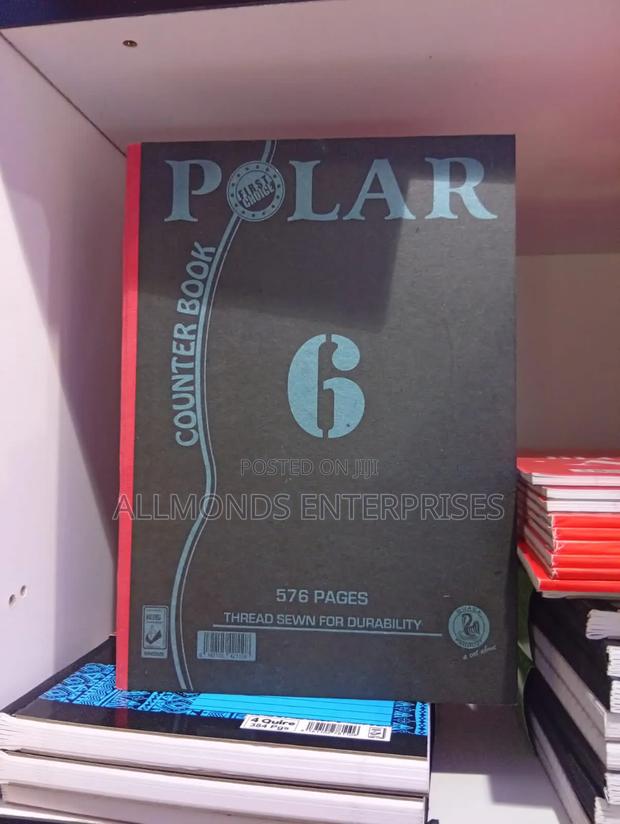 POLAR
FIRST CHOICE
COUNTER BOOK
6
POSTED ON JIJI
ALLMONDS ENTERPRISES
576 PAGES
THREAD SEWN FOR DURABILITY
4 Quire
384 Pgs